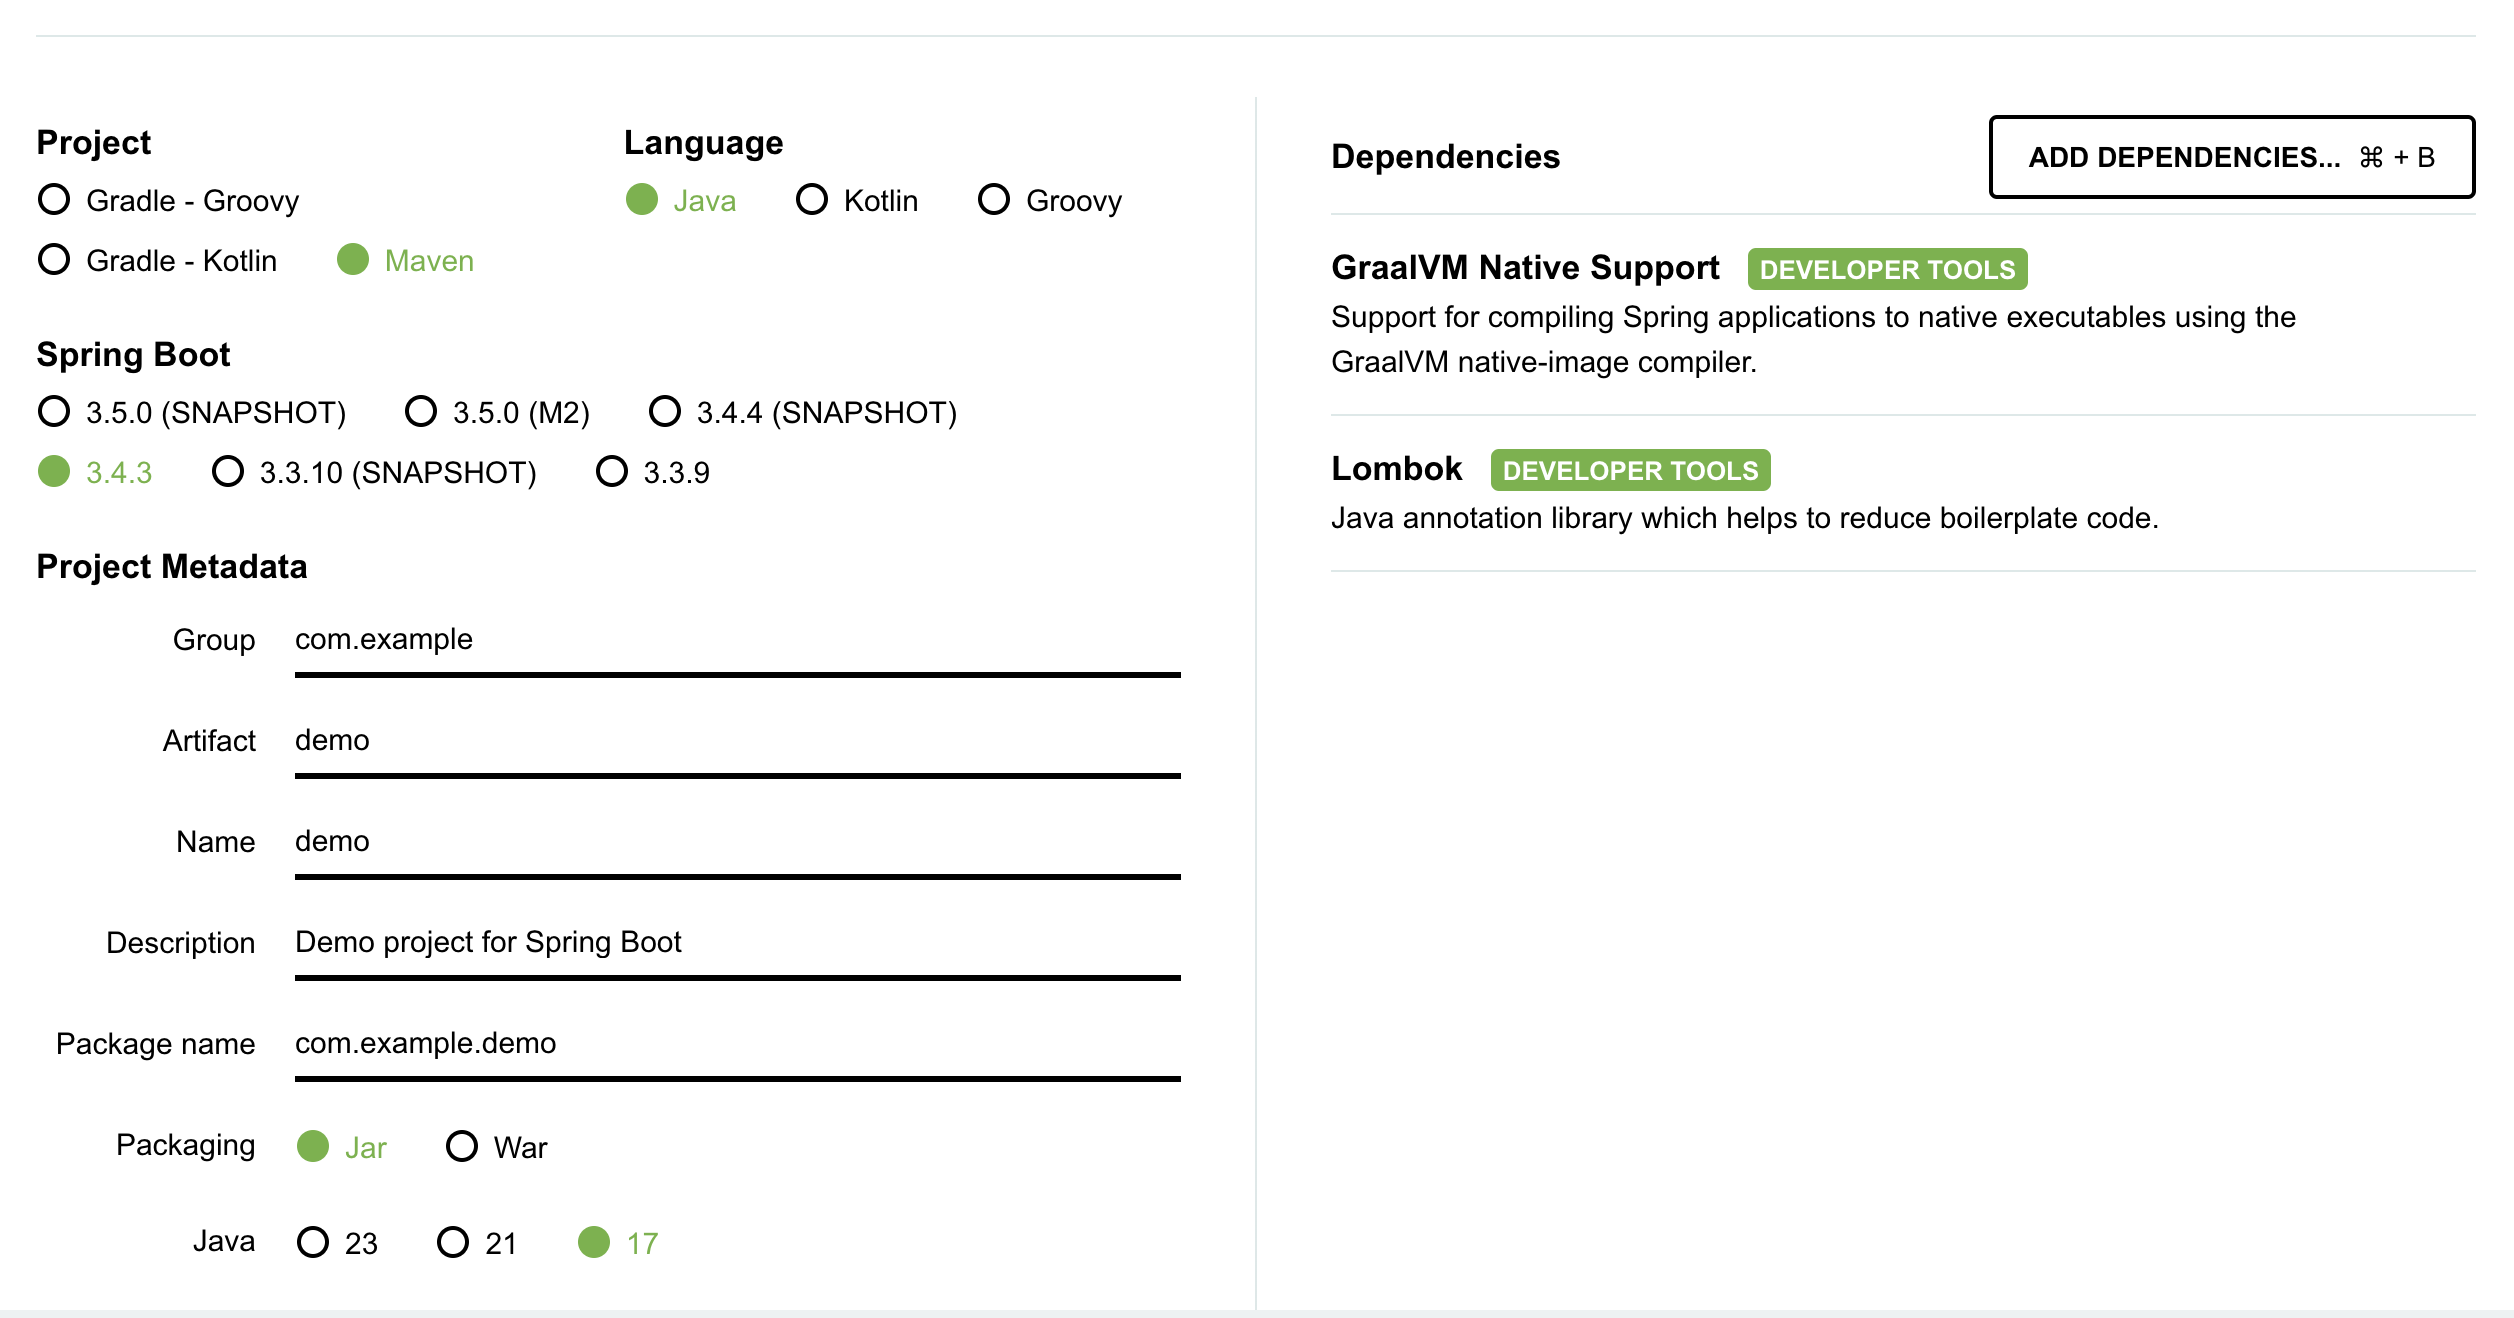 Project
Gradle - Groovy
Gradle - Kotlin Maven
Language
Java Kotlin Groovy
Spring Boot
3.5.0 (SNAPSHOT) 3.5.0 (M2) 3.4.4 (SNAPSHOT)
3.4.3 3.3.10 (SNAPSHOT) 3.3.9
Project Metadata
Group com.example
Artifact demo
Name demo
Description Demo project for Spring Boot
Package name com.example.demo
Packaging Jar War
Java 23 21 17
Dependencies ADD DEPENDENCIES... ⌘ + B
GraalVM Native Support DEVELOPER TOOLS
Support for compiling Spring applications to native executables using the
GraalVM native-image compiler.
Lombok DEVELOPER TOOLS
Java annotation library which helps to reduce boilerplate code.